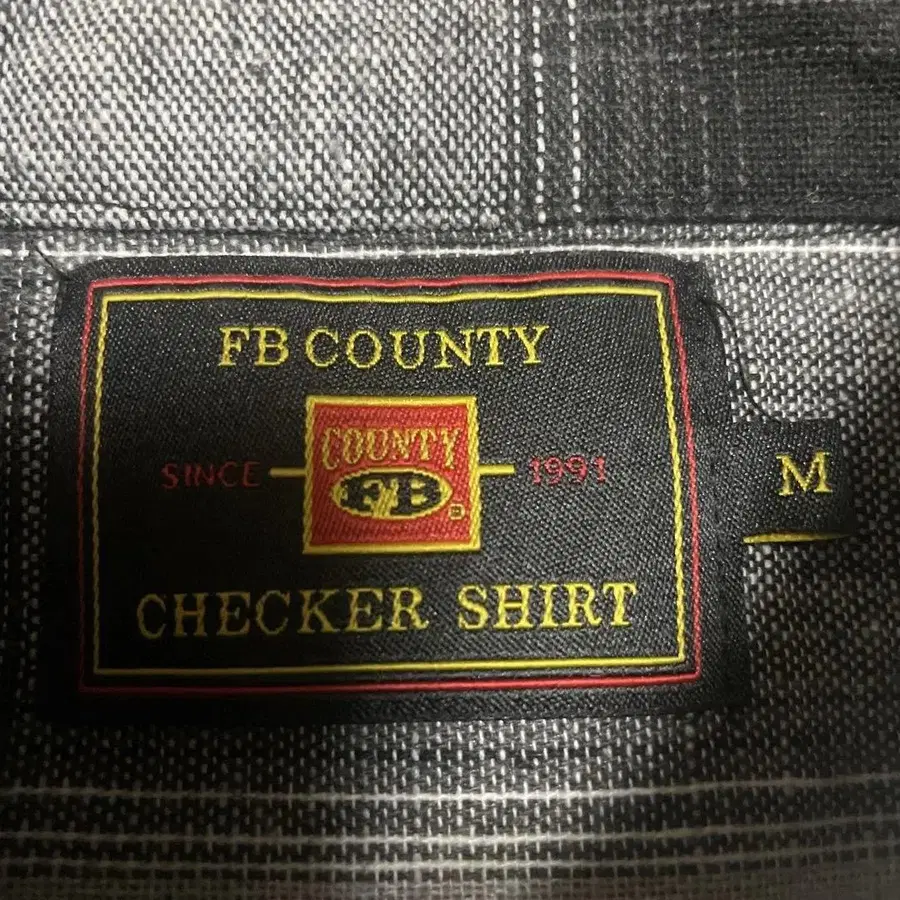 FB COUNTY
COUNTY
FB
®
SINCE 1991
CHECKER SHIRT
M